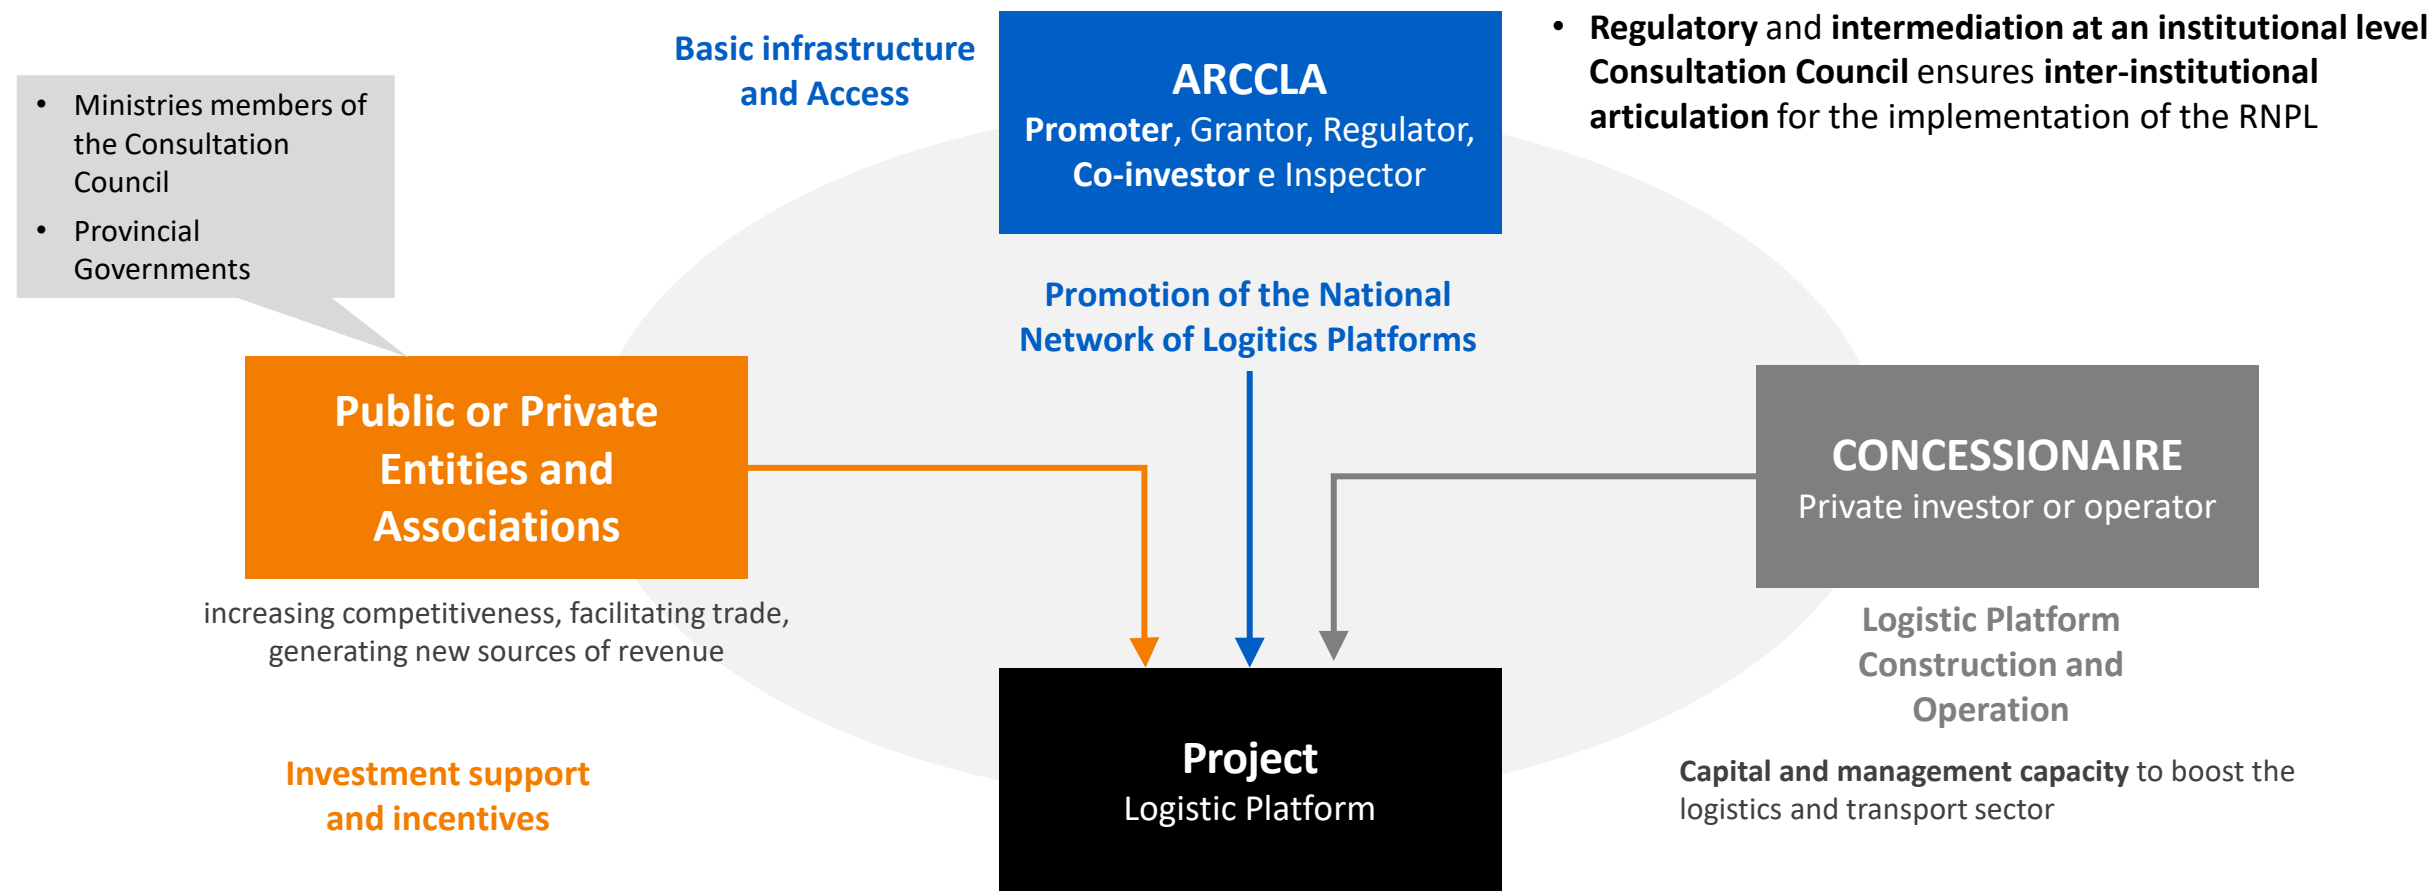 Basic infrastructure
and Access
ARCCLA
Promoter, Grantor, Regulator,
Co-investor e Inspector
• Regulatory and intermediation at an institutional level
Consultation Council ensures inter-institutional
articulation for the implementation of the RNPL
• Ministries members of
the Consultation
Council
• Provincial
Governments
Promotion of the National
Network of Logitics Platforms
Public or Private
Entities and
Associations
increasing competitiveness, facilitating trade,
generating new sources of revenue
Investment support
and incentives
CONCESSIONAIRE
Private investor or operator
Logistic Platform
Construction and
Operation
Capital and management capacity to boost the
logistics and transport sector
Project
Logistic Platform